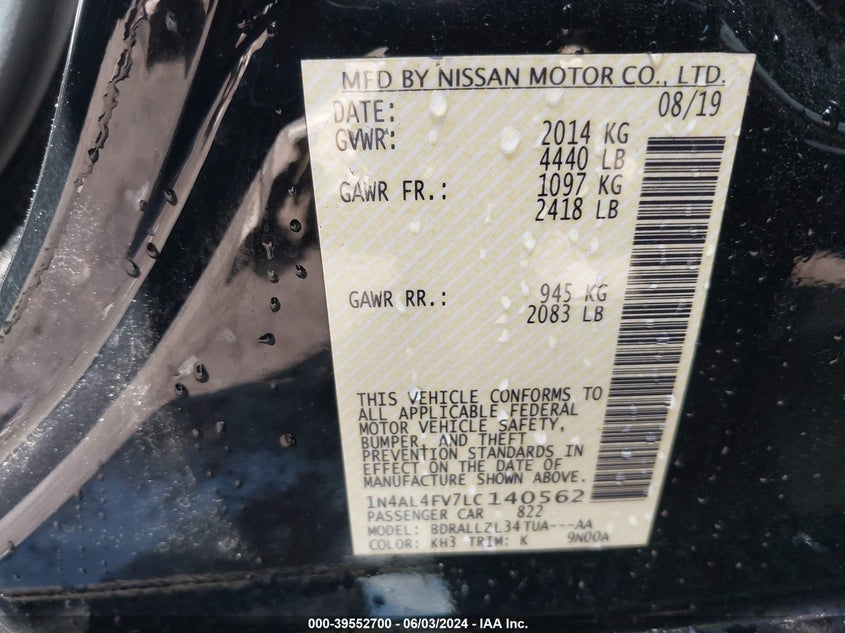 MFD BY NISSAN MOTOR CO., LTD.
DATE: 08/19
GVWR: 2014 KG
4440 LB
GAWR FR.: 1097 KG
2418 LB
GAWR RR.: 945 KG
2083 LB
THIS VEHICLE CONFORMS TO
ALL APPLICABLE FEDERAL
MOTOR VEHICLE SAFETY,
BUMPER, AND THEFT
PREVENTION STANDARDS IN
EFFECT ON THE DATE OF
MANUFACTURE SHOWN ABOVE.
1N4AL4FV7LC140562
PASSENGER CAR 822
MODEL: BDRALLZL34TUA---AA
COLOR: KH3 TRIM: K 9N00A
000-39552700 - 06/03/2024 - IAA Inc.